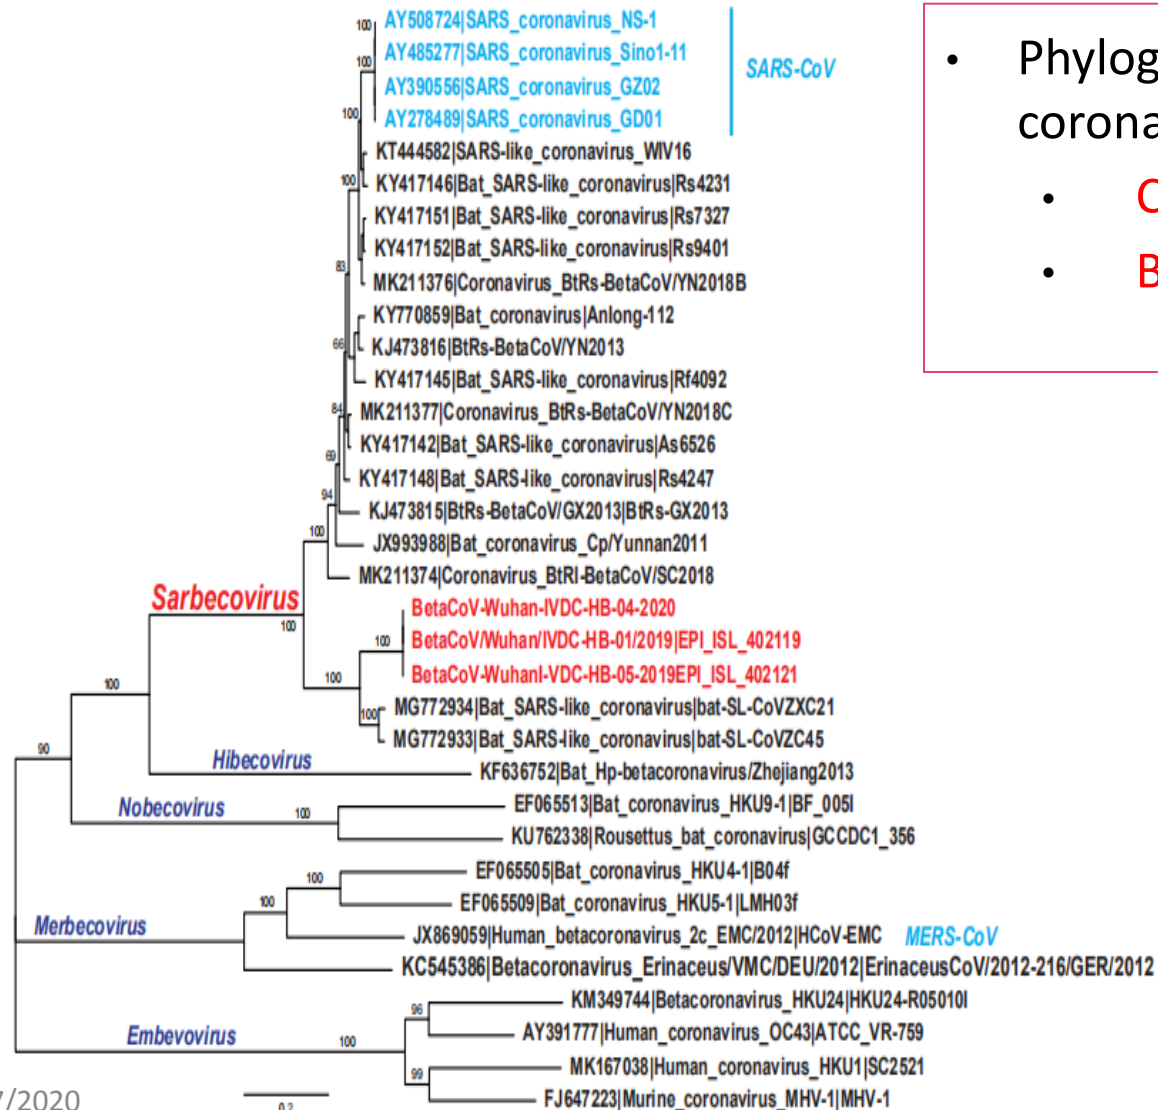 AY508724|SARS_coronavirus_NS-1
AY485277|SARS_coronavirus_Sino1-11
SARS-CoV
AY390556|SARS_coronavirus_GZ02
AY278489|SARS_coronavirus_GD01
KT444582|SARS-like_coronavirus_WIV16
KY417146|Bat_SARS-like_coronavirus|Rs4231
KY417151|Bat_SARS-like_coronavirus|Rs7327
KY417152|Bat_SARS-like_coronavirus|Rs9401
MK211376|Coronavirus_BtRs-BetaCoV/YN2018B
KY770859|Bat_coronavirus|Anlong-112
KJ473816|BtRs-BetaCoV/YN2013
KY417145|Bat_SARS-like_coronavirus|Rf4092
MK211377|Coronavirus_BtRs-BetaCoV/YN2018C
KY417142|Bat_SARS-like_coronavirus|As6526
KY417148|Bat_SARS-like_coronavirus|Rs4247
KJ473815|BtRs-BetaCoV/GX2013|BtRs-GX2013
JX993988|Bat_coronavirus_Cp/Yunnan2011
MK211374|Coronavirus_BtRl-BetaCoV/SC2018
Sarbecovirus
BetaCoV-Wuhan-IVDC-HB-04-2020
BetaCoV/Wuhan/IVDC-HB-01/2019|EPI_ISL_402119
BetaCoV-WuhanI-VDC-HB-05-2019EPI_ISL_402121
MG772934|Bat_SARS-like_coronavirus|bat-SL-CoVZXC21
MG772933|Bat_SARS-like_coronavirus|bat-SL-CoVZC45
Hibecovirus
KF636752|Bat_Hp-betacoronavirus/Zhejiang2013
Nobecovirus
EF065513|Bat_coronavirus_HKU9-1|BF_005I
KU762338|Rousettus_bat_coronavirus|GCCDC1_356
EF065505|Bat_coronavirus_HKU4-1|B04f
EF065509|Bat_coronavirus_HKU5-1|LMH03f
Merbecovirus
JX869059|Human_betacoronavirus_2c_EMC/2012|HCoV-EMC MERS-CoV
KC545386|Betacoronavirus_Erinaceus/VMC/DEU/2012|ErinaceusCoV/2012-216/GER/2012
KM349744|Betacoronavirus_HKU24|HKU24-R05010I
Embevovirus
AY391777|Human_coronavirus_OC43|ATCC_VR-759
MK167038|Human_coronavirus_HKU1|SC2521
FJ647223|Murine_coronavirus_MHV-1|MHV-1
100
100
100
100
83
66
84
69
94
100
100
100
100
100
100
90
100
100
100
96
100
99
0.2
7/2020
• Phylog
corona
• 
• B